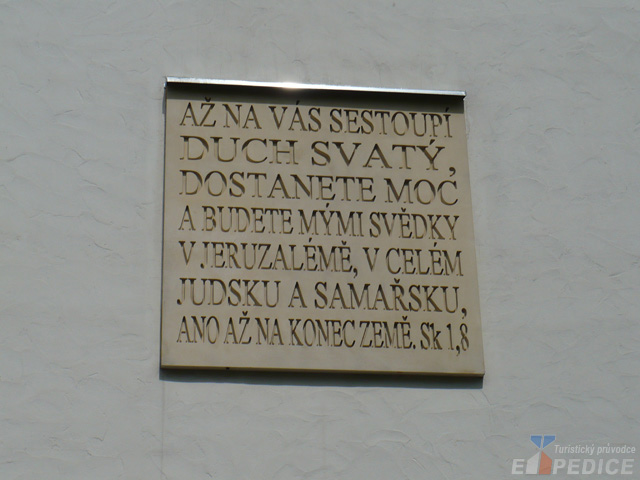 AŽ NA VÁS SESTOUPÍ
DUCH SVATÝ,
DOSTANETE MOC
A BUDETE MÝMI SVĚDKY
V JERUZALÉMĚ, V CELÉM
JUDSKU A SAMAŘSKU,
ANO AŽ NA KONEC ZEMĚ. Sk 1,8
Turistický průvodce
EXPEDICE